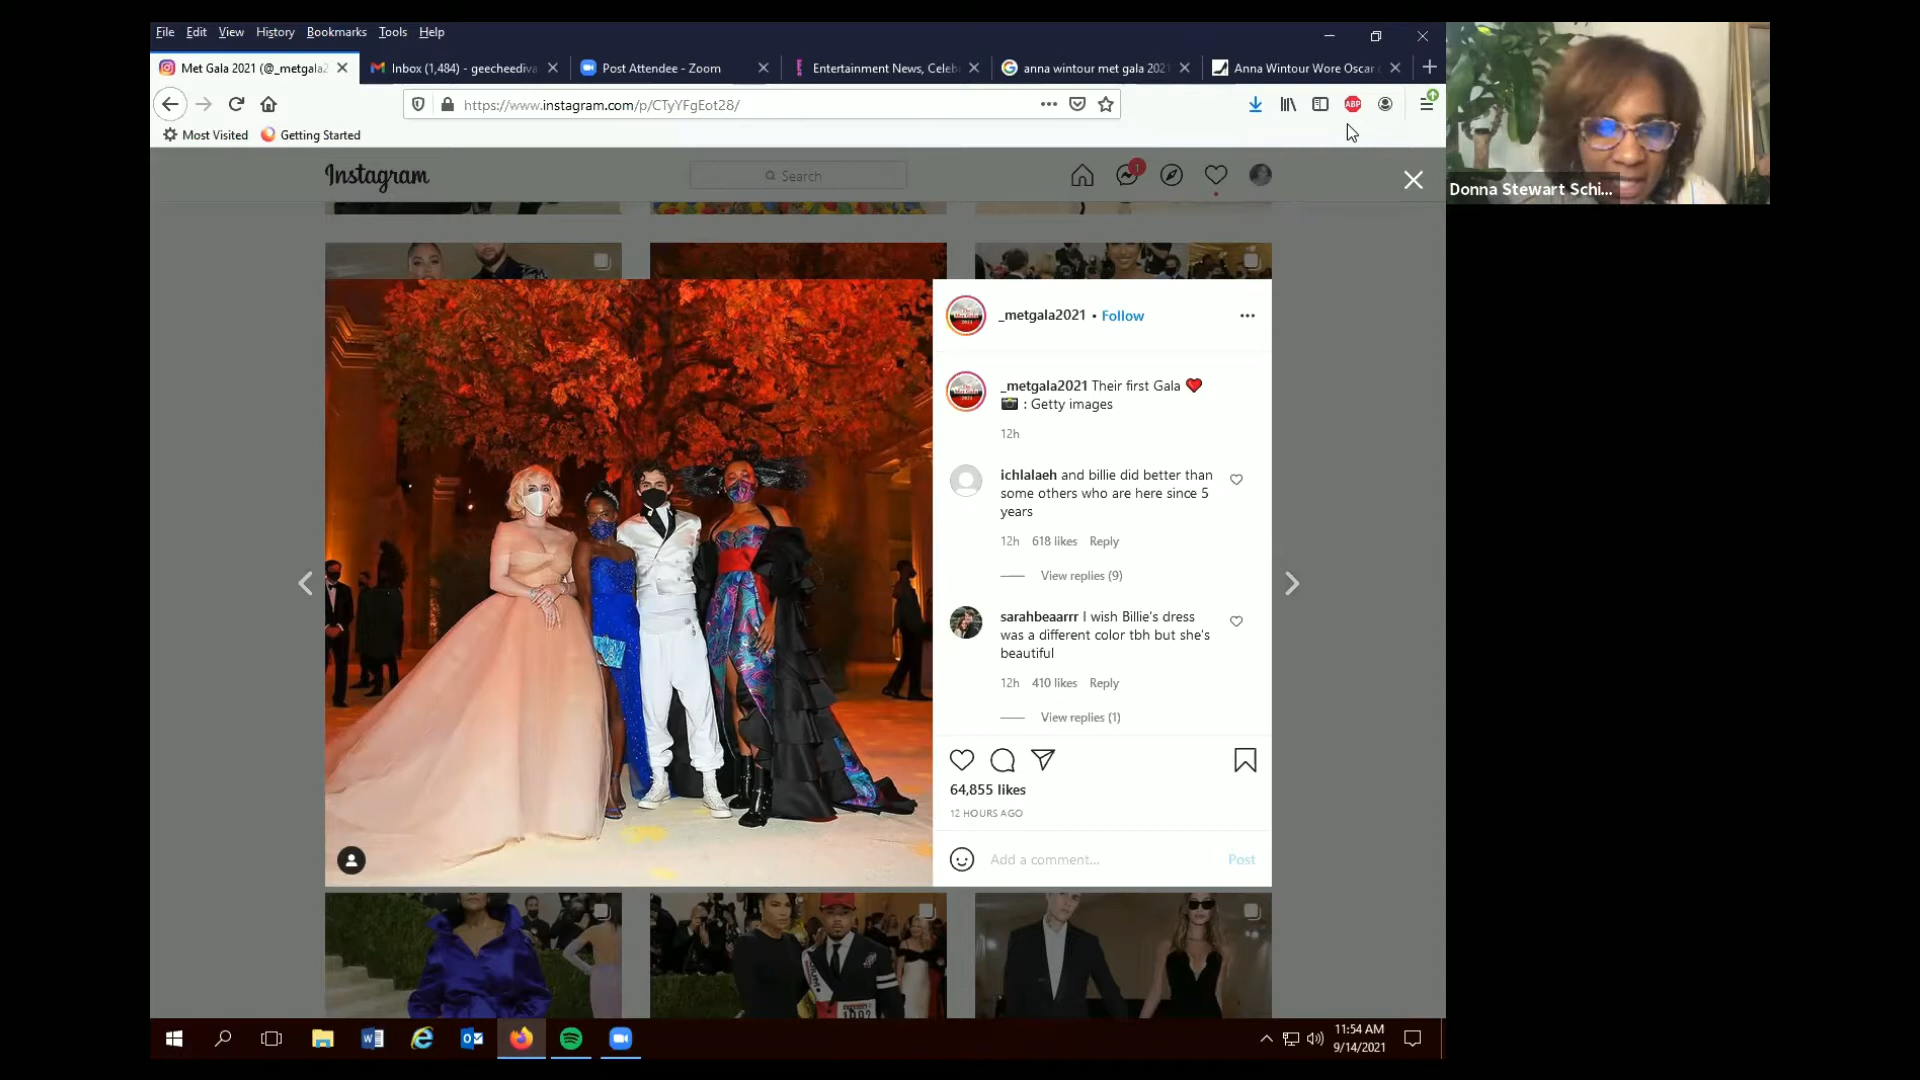 File Edit View History Bookmarks Tools Help
Met Gala 2021 (@_metgala2
Inbox (1,484) - geecheediva
Post Attendee - Zoom
Entertainment News, Celeb
anna wintour met gala 2021
Anna Wintour Wore Oscar
https://www.instagram.com/p/CTyYFgEot28/
ABP
Most Visited Getting Started
Instagram
Search
1
Donna Stewart Schi...
_metgala2021 • Follow
_metgala2021 Their first Gala
: Getty images
12h
ichlalaeh and billie did better than
some others who are here since 5
years
12h 618 likes Reply
View replies (9)
sarahbeaarrr I wish Billie's dress
was a different color tbh but she's
beautiful
12h 410 likes Reply
View replies (1)
64,855 likes
12 HOURS AGO
Add a comment... Post
11:54 AM
9/14/2021